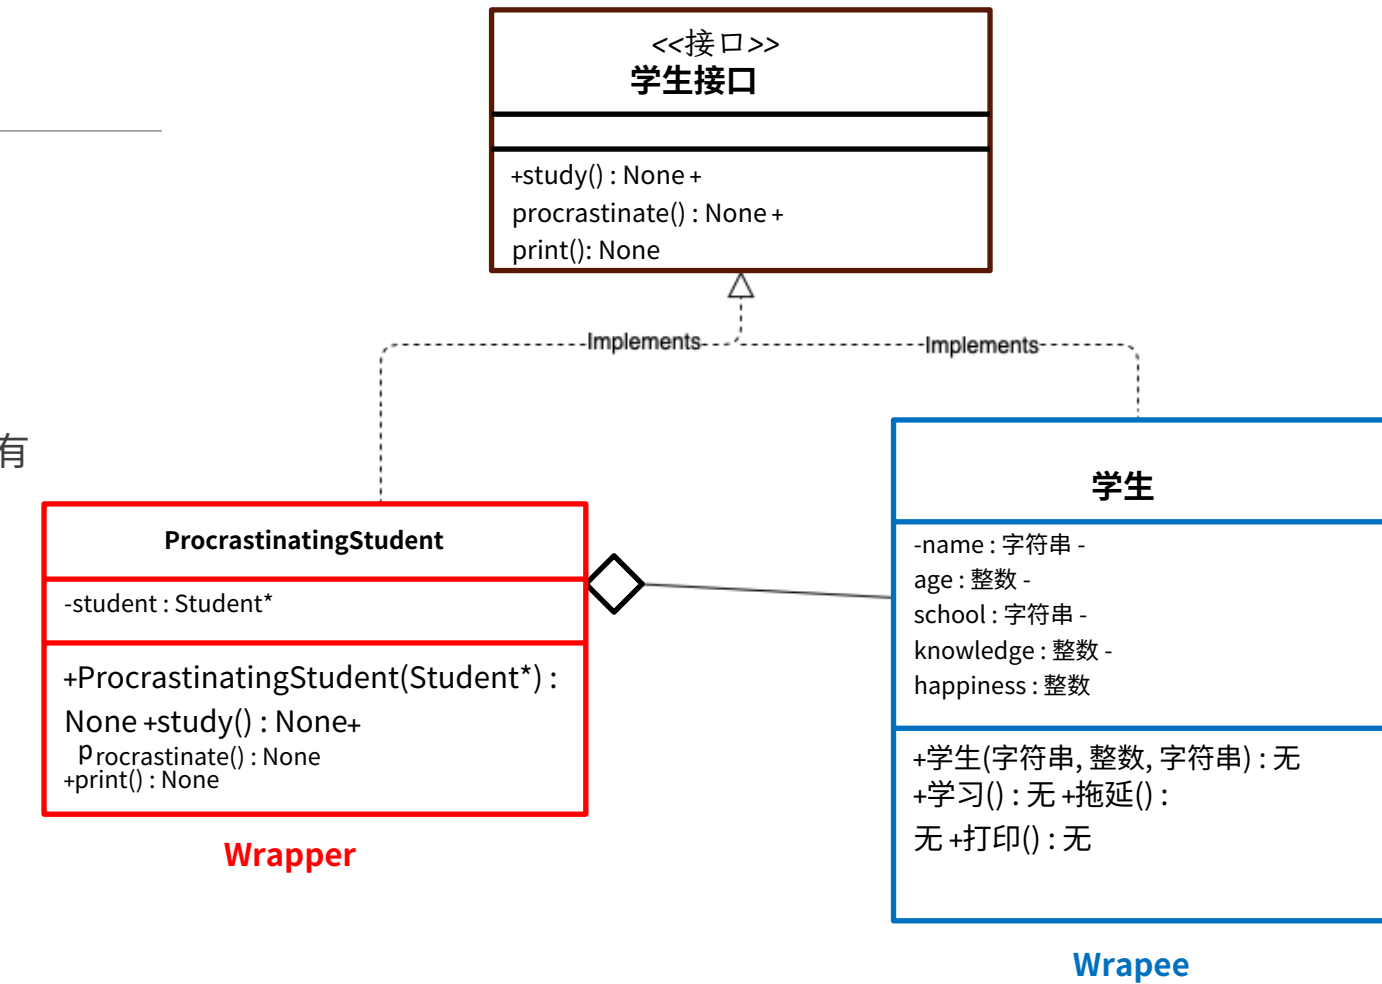 <<接口>>
学生接口
+study() : None +
procrastinate() : None +
print(): None
Implements
Implements
有
ProcrastinatingStudent
-student : Student*
+ProcrastinatingStudent(Student*) :
None +study() : None+
procrastinate() : None
+print() : None
Wrapper
学生
-name : 字符串 -
age : 整数 -
school : 字符串 -
knowledge : 整数 -
happiness : 整数
+学生(字符串, 整数, 字符串) : 无
+学习() : 无 +拖延() :
无 +打印() : 无
Wrapee